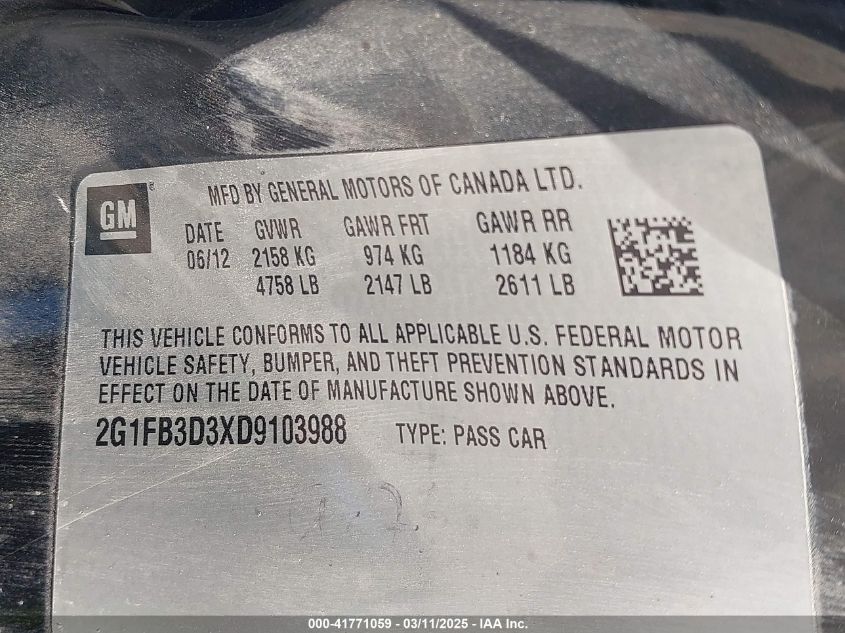 MFD BY GENERAL MOTORS OF CANADA LTD.
GM
DATE GVWR GAWR FRT GAWR RR
06/12 2158 KG 974 KG 1184 KG
4758 LB 2147 LB 2611 LB
THIS VEHICLE CONFORMS TO ALL APPLICABLE U.S. FEDERAL MOTOR
VEHICLE SAFETY, BUMPER, AND THEFT PREVENTION STANDARDS IN
EFFECT ON THE DATE OF MANUFACTURE SHOWN ABOVE.
2G1FB3D3XD9103988 TYPE: PASS CAR
000-41771059 - 03/11/2025 - IAA Inc.